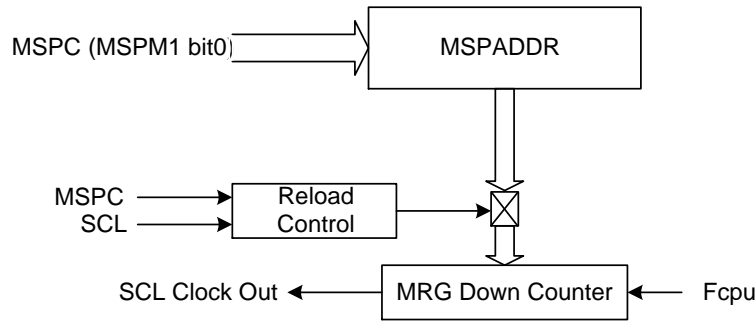 MSPC (MSPM1 bit0)
MSPADDR
MSPC
SCL
Reload
Control
SCL Clock Out
MRG Down Counter
Fcpu